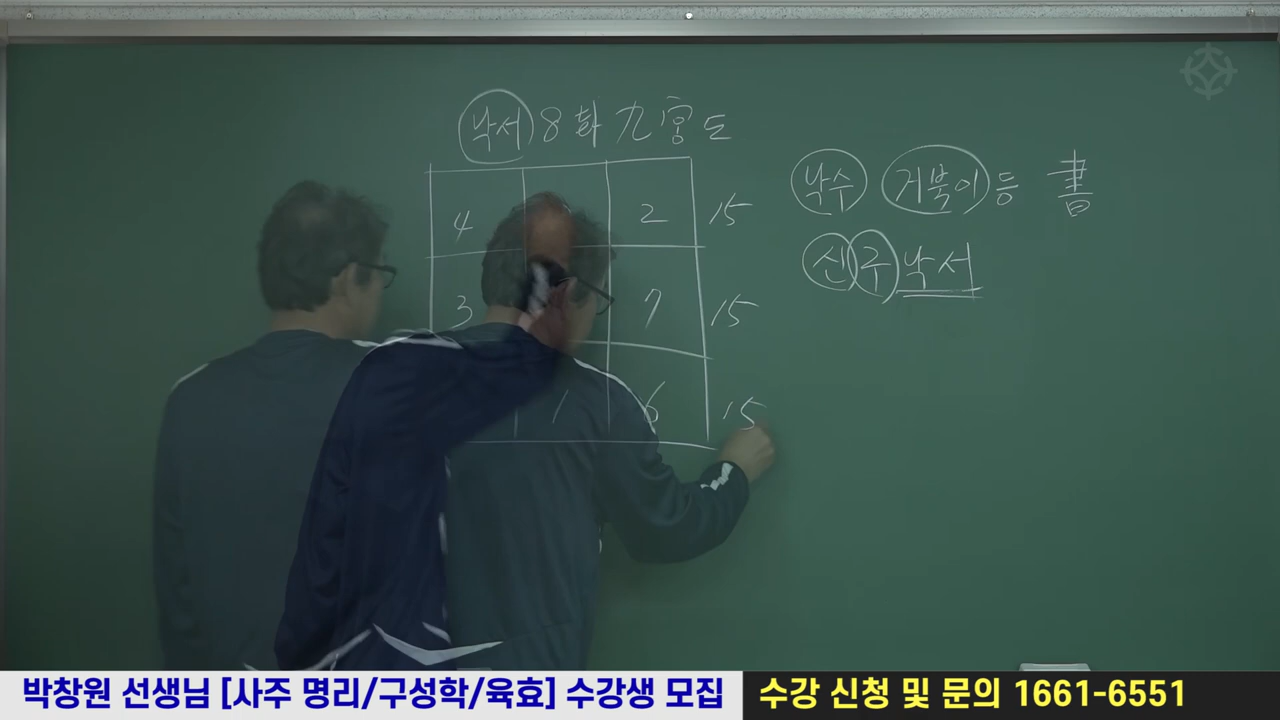 낙서 8화 九宮도
4 2 15
3 7 15
1 6 15
낙수 거북이 등 書
신주낙서
박창원 선생님 [사주 명리/구성학/육효] 수강생 모집
수강 신청 및 문의 1661-6551